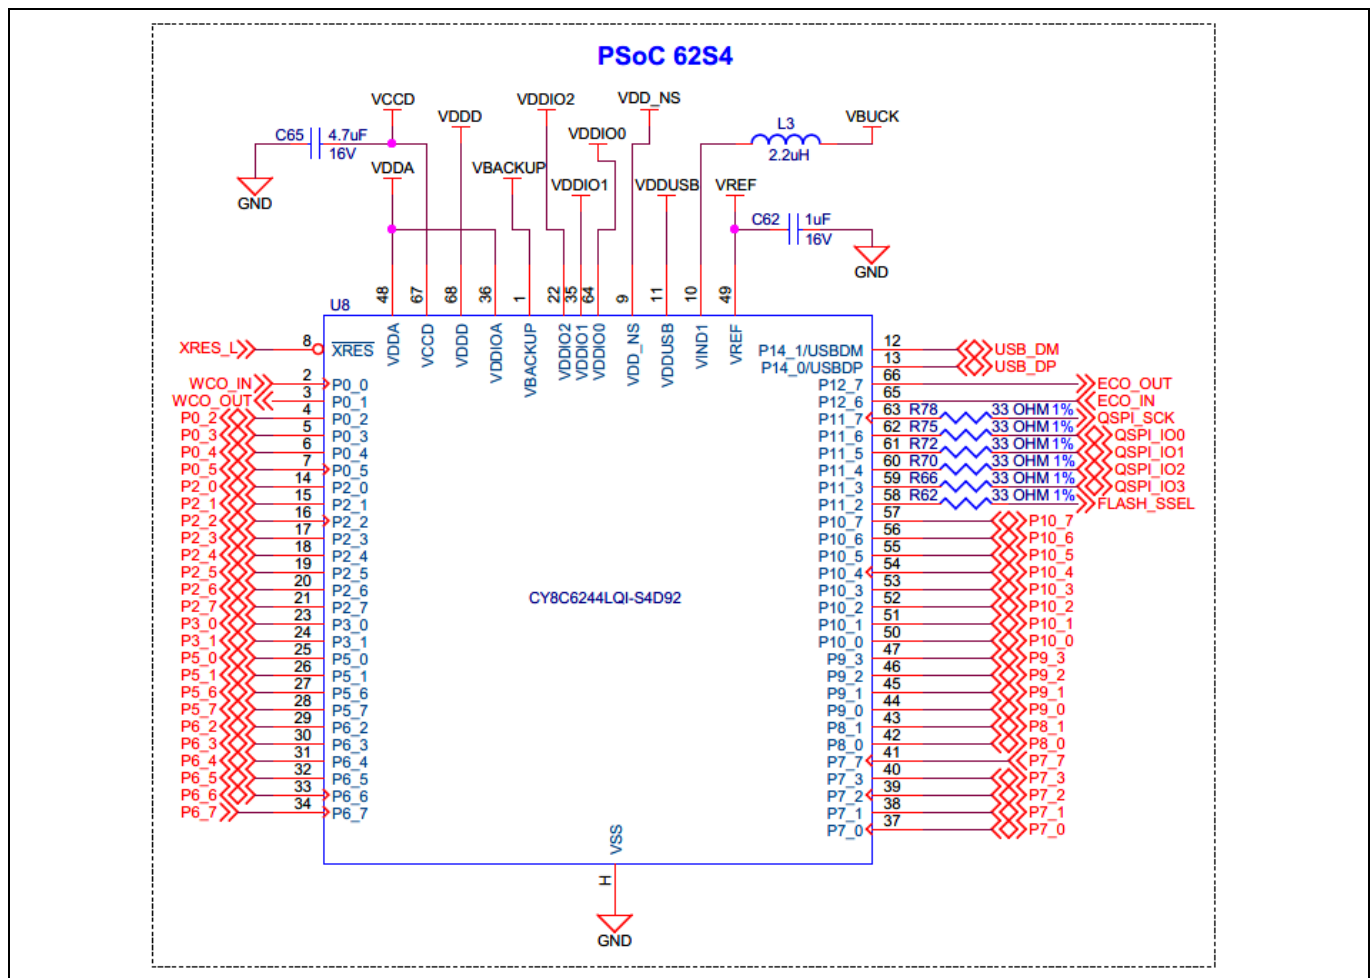 PSoC 62S4
VCCD
VDDD
VDDIO2
VDD_NS
VBUCK
C65 4.7uF
16V
VDDIO0
L3
2.2uH
VDDA
VBACKUP
VDDIO1
VDDUSB
VREF
C62 1uF
16V
GND
GND
48 67 68 36 1 22 35 64 9 11 10 49
U8
VDDA VCCD VDDD VDDIOA VBACKUP VDDIO2 VDDIO1 VDDIO0 VDD_NS VDDUSB VIND1 VREF
XRES_L 8 XRES
WCO_IN 2 P0_0
WCO_OUT 3 P0_1
P0_2 4 P0_2
P0_3 5 P0_3
P0_4 6 P0_4
P0_5 7 P0_5
P2_0 14 P2_0
P2_1 15 P2_1
P2_2 16 P2_2
P2_3 17 P2_3
P2_4 18 P2_4
P2_5 19 P2_5
P2_6 20 P2_6
P2_7 21 P2_7
P3_0 23 P3_0
P3_1 24 P3_1
P5_0 25 P5_0
P5_1 26 P5_1
P5_6 27 P5_6
P5_7 28 P5_7
P6_2 29 P6_2
P6_3 30 P6_3
P6_4 31 P6_4
P6_5 32 P6_5
P6_6 33 P6_6
P6_7 34 P6_7
CY8C6244LQI-S4D92
P14_1/USBDM 12 USB_DM
P14_0/USBDP 13 USB_DP
P12_7 66 ECO_OUT
P12_6 65 ECO_IN
P11_7 63 R78 33 OHM 1% QSPI_SCK
P11_6 62 R75 33 OHM 1% QSPI_IO0
P11_5 61 R72 33 OHM 1% QSPI_IO1
P11_4 60 R70 33 OHM 1% QSPI_IO2
P11_3 59 R66 33 OHM 1% QSPI_IO3
P11_2 58 R62 33 OHM 1% FLASH_SSEL
P10_7 57 P10_7
P10_6 56 P10_6
P10_5 55 P10_5
P10_4 54 P10_4
P10_3 53 P10_3
P10_2 52 P10_2
P10_1 51 P10_1
P10_0 50 P10_0
P9_3 47 P9_3
P9_2 46 P9_2
P9_1 45 P9_1
P9_0 44 P9_0
P8_1 43 P8_1
P8_0 42 P8_0
P7_7 41 P7_7
P7_3 40 P7_3
P7_2 39 P7_2
P7_1 38 P7_1
P7_0 37 P7_0
VSS
H
GND